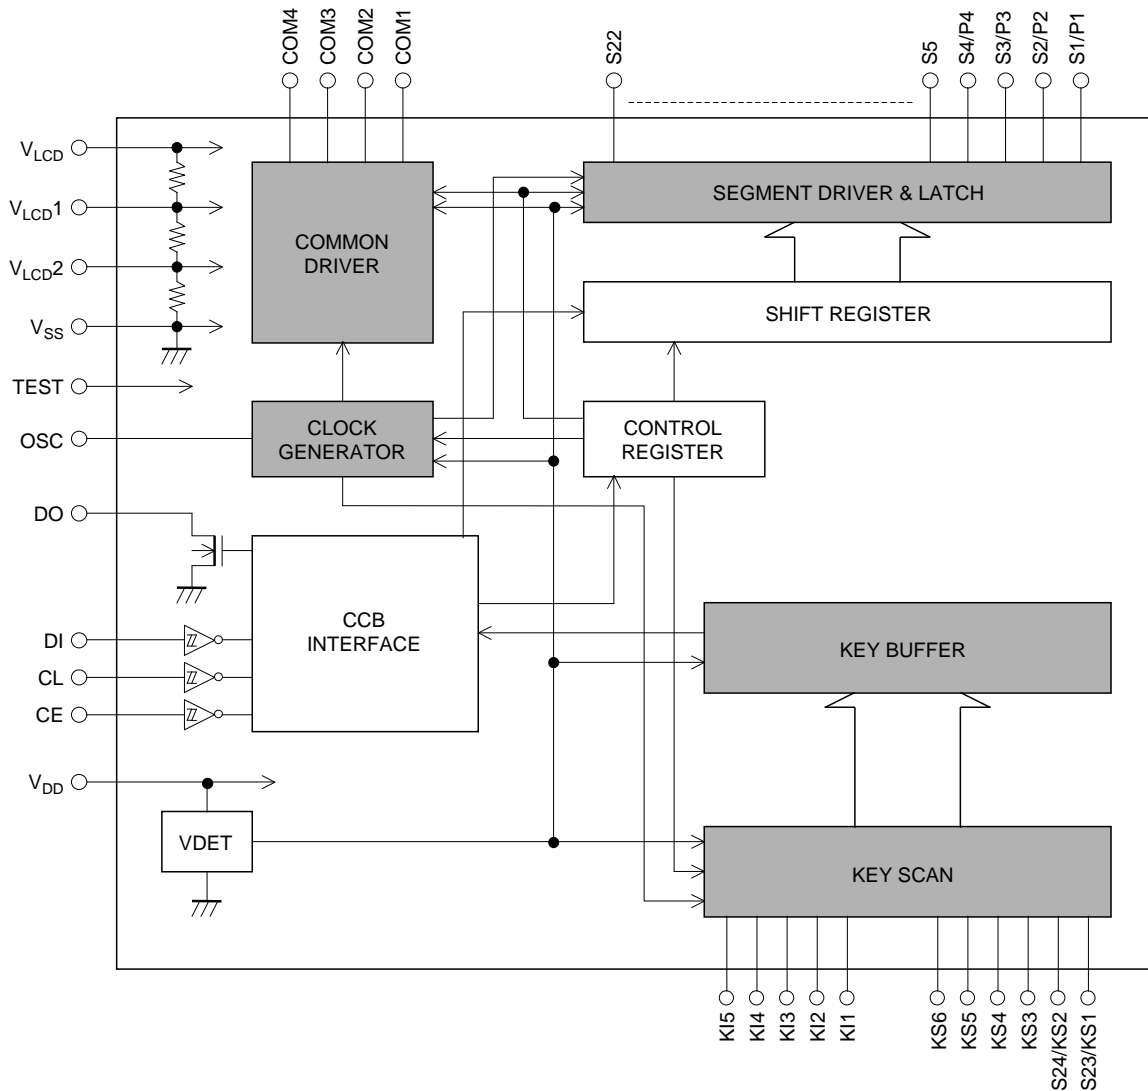 COM4
COM3
COM2
COM1
S22
S5
S4/P4
S3/P3
S2/P2
S1/P1
VLCD
VLCD1
VLCD2
VSS
TEST
OSC
DO
DI
CL
CE
VDD
COMMON
DRIVER
SEGMENT DRIVER & LATCH
SHIFT REGISTER
CLOCK
GENERATOR
CONTROL
REGISTER
CCB
INTERFACE
KEY BUFFER
VDET
KEY SCAN
KI5
KI4
KI3
KI2
KI1
KS6
KS5
KS4
KS3
S24/KS2
S23/KS1